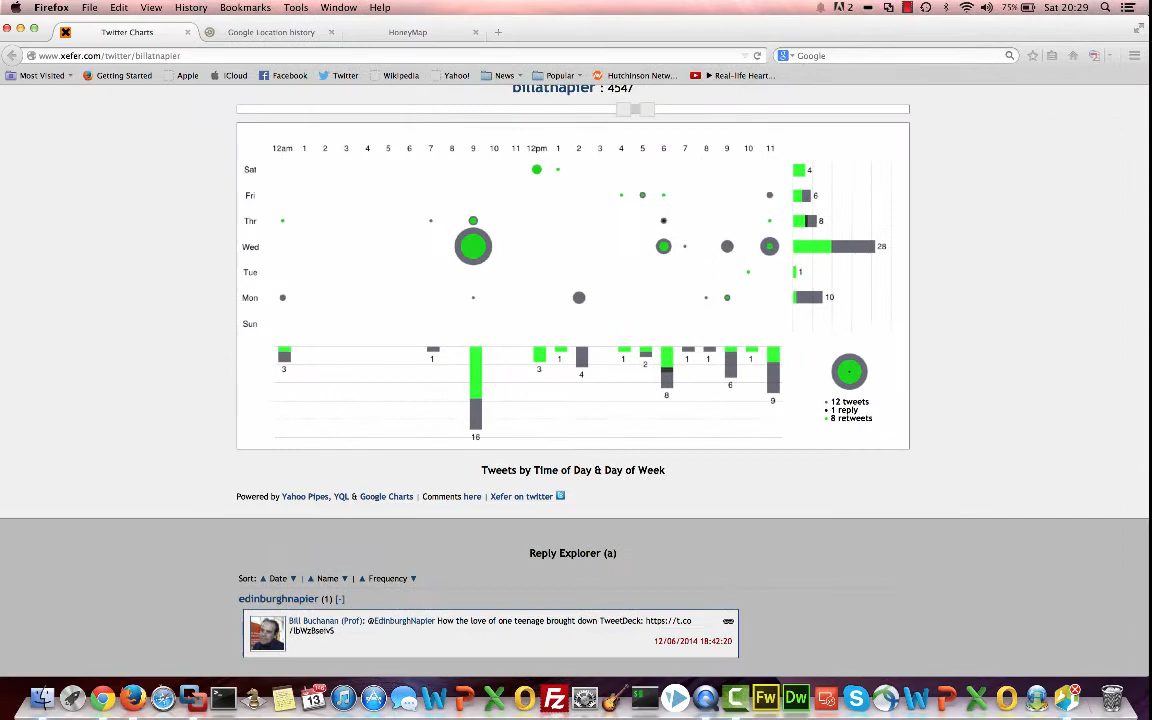 Firefox File Edit View History Bookmarks Tools Window Help 2 75% Sat 20:29
Twitter Charts × Google Location history × HoneyMap × +
www.xefer.com/twitter/billatnapier Google
Most Visited Getting Started Apple iCloud Facebook Twitter Wikipedia Yahoo! News Popular Hutchinson Netw... Real-life Heart...
billatnapier : 4547
12am 1 2 3 4 5 6 7 8 9 10 11 12pm 1 2 3 4 5 6 7 8 9 10 11
Sat 4
Fri 6
Thr 8
Wed 28
Tue 1
Mon 10
Sun
3 1 16 3 1 4 1 2 8 1 1 6 1 9
12 tweets
1 reply
8 retweets
Tweets by Time of Day & Day of Week
Powered by Yahoo Pipes, YQL & Google Charts | Comments here | Xefer on twitter
Reply Explorer (a)
Sort: ▲ Date ▼ | ▲ Name ▼ | ▲ Frequency ▼
edinburghnapier (1) [-]
Bill Buchanan (Prof): @EdinburghNapier How the love of one teenage brought down TweetDeck: https://t.co
12/06/2014 18:42:20